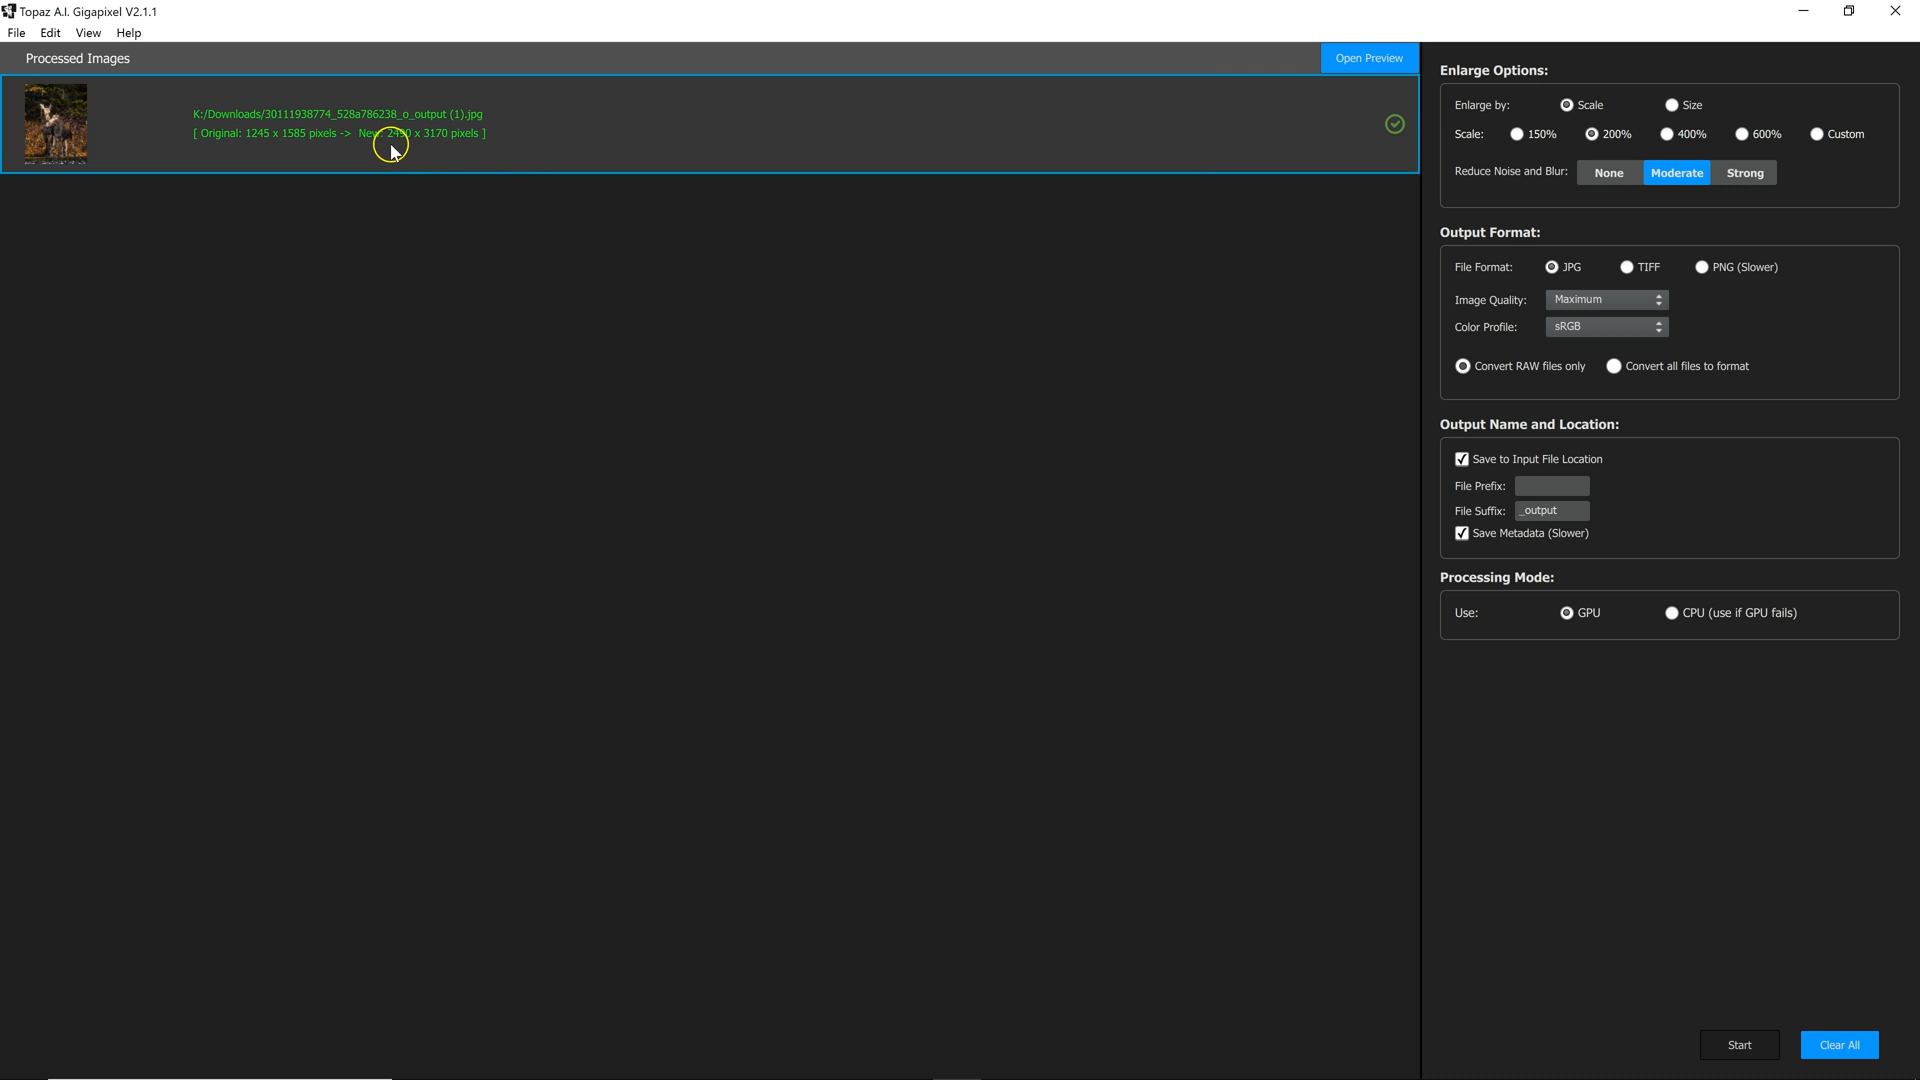 Topaz A.I. Gigapixel V2.1.1
File Edit View Help
Processed Images
Open Preview
K:/Downloads/30111938774_528a786238_o_output (1).jpg
[ Original: 1245 x 1585 pixels -> New: 2490 x 3170 pixels ]
Enlarge Options:
Enlarge by: Scale Size
Scale: 150% 200% 400% 600% Custom
Reduce Noise and Blur: None Moderate Strong
Output Format:
File Format: JPG TIFF PNG (Slower)
Image Quality: Maximum
Color Profile: sRGB
Convert RAW files only Convert all files to format
Output Name and Location:
Save to Input File Location
File Prefix:
File Suffix: _output
Save Metadata (Slower)
Processing Mode:
Use: GPU CPU (use if GPU fails)
Start Clear All